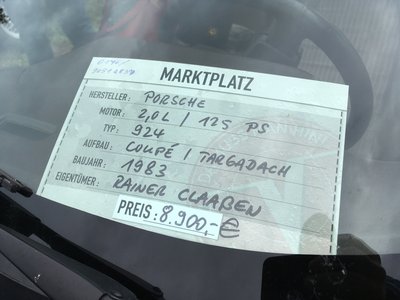 MARKTPLATZ
HERSTELLER: PORSCHE
MOTOR: 2,0L / 125 PS
TYP: 924
AUFBAU: COUPÉ / TARGADACH
BAUJAHR: 1983
EIGENTÜMER: RAINER CLAAßEN
PREIS: 8.900,-€